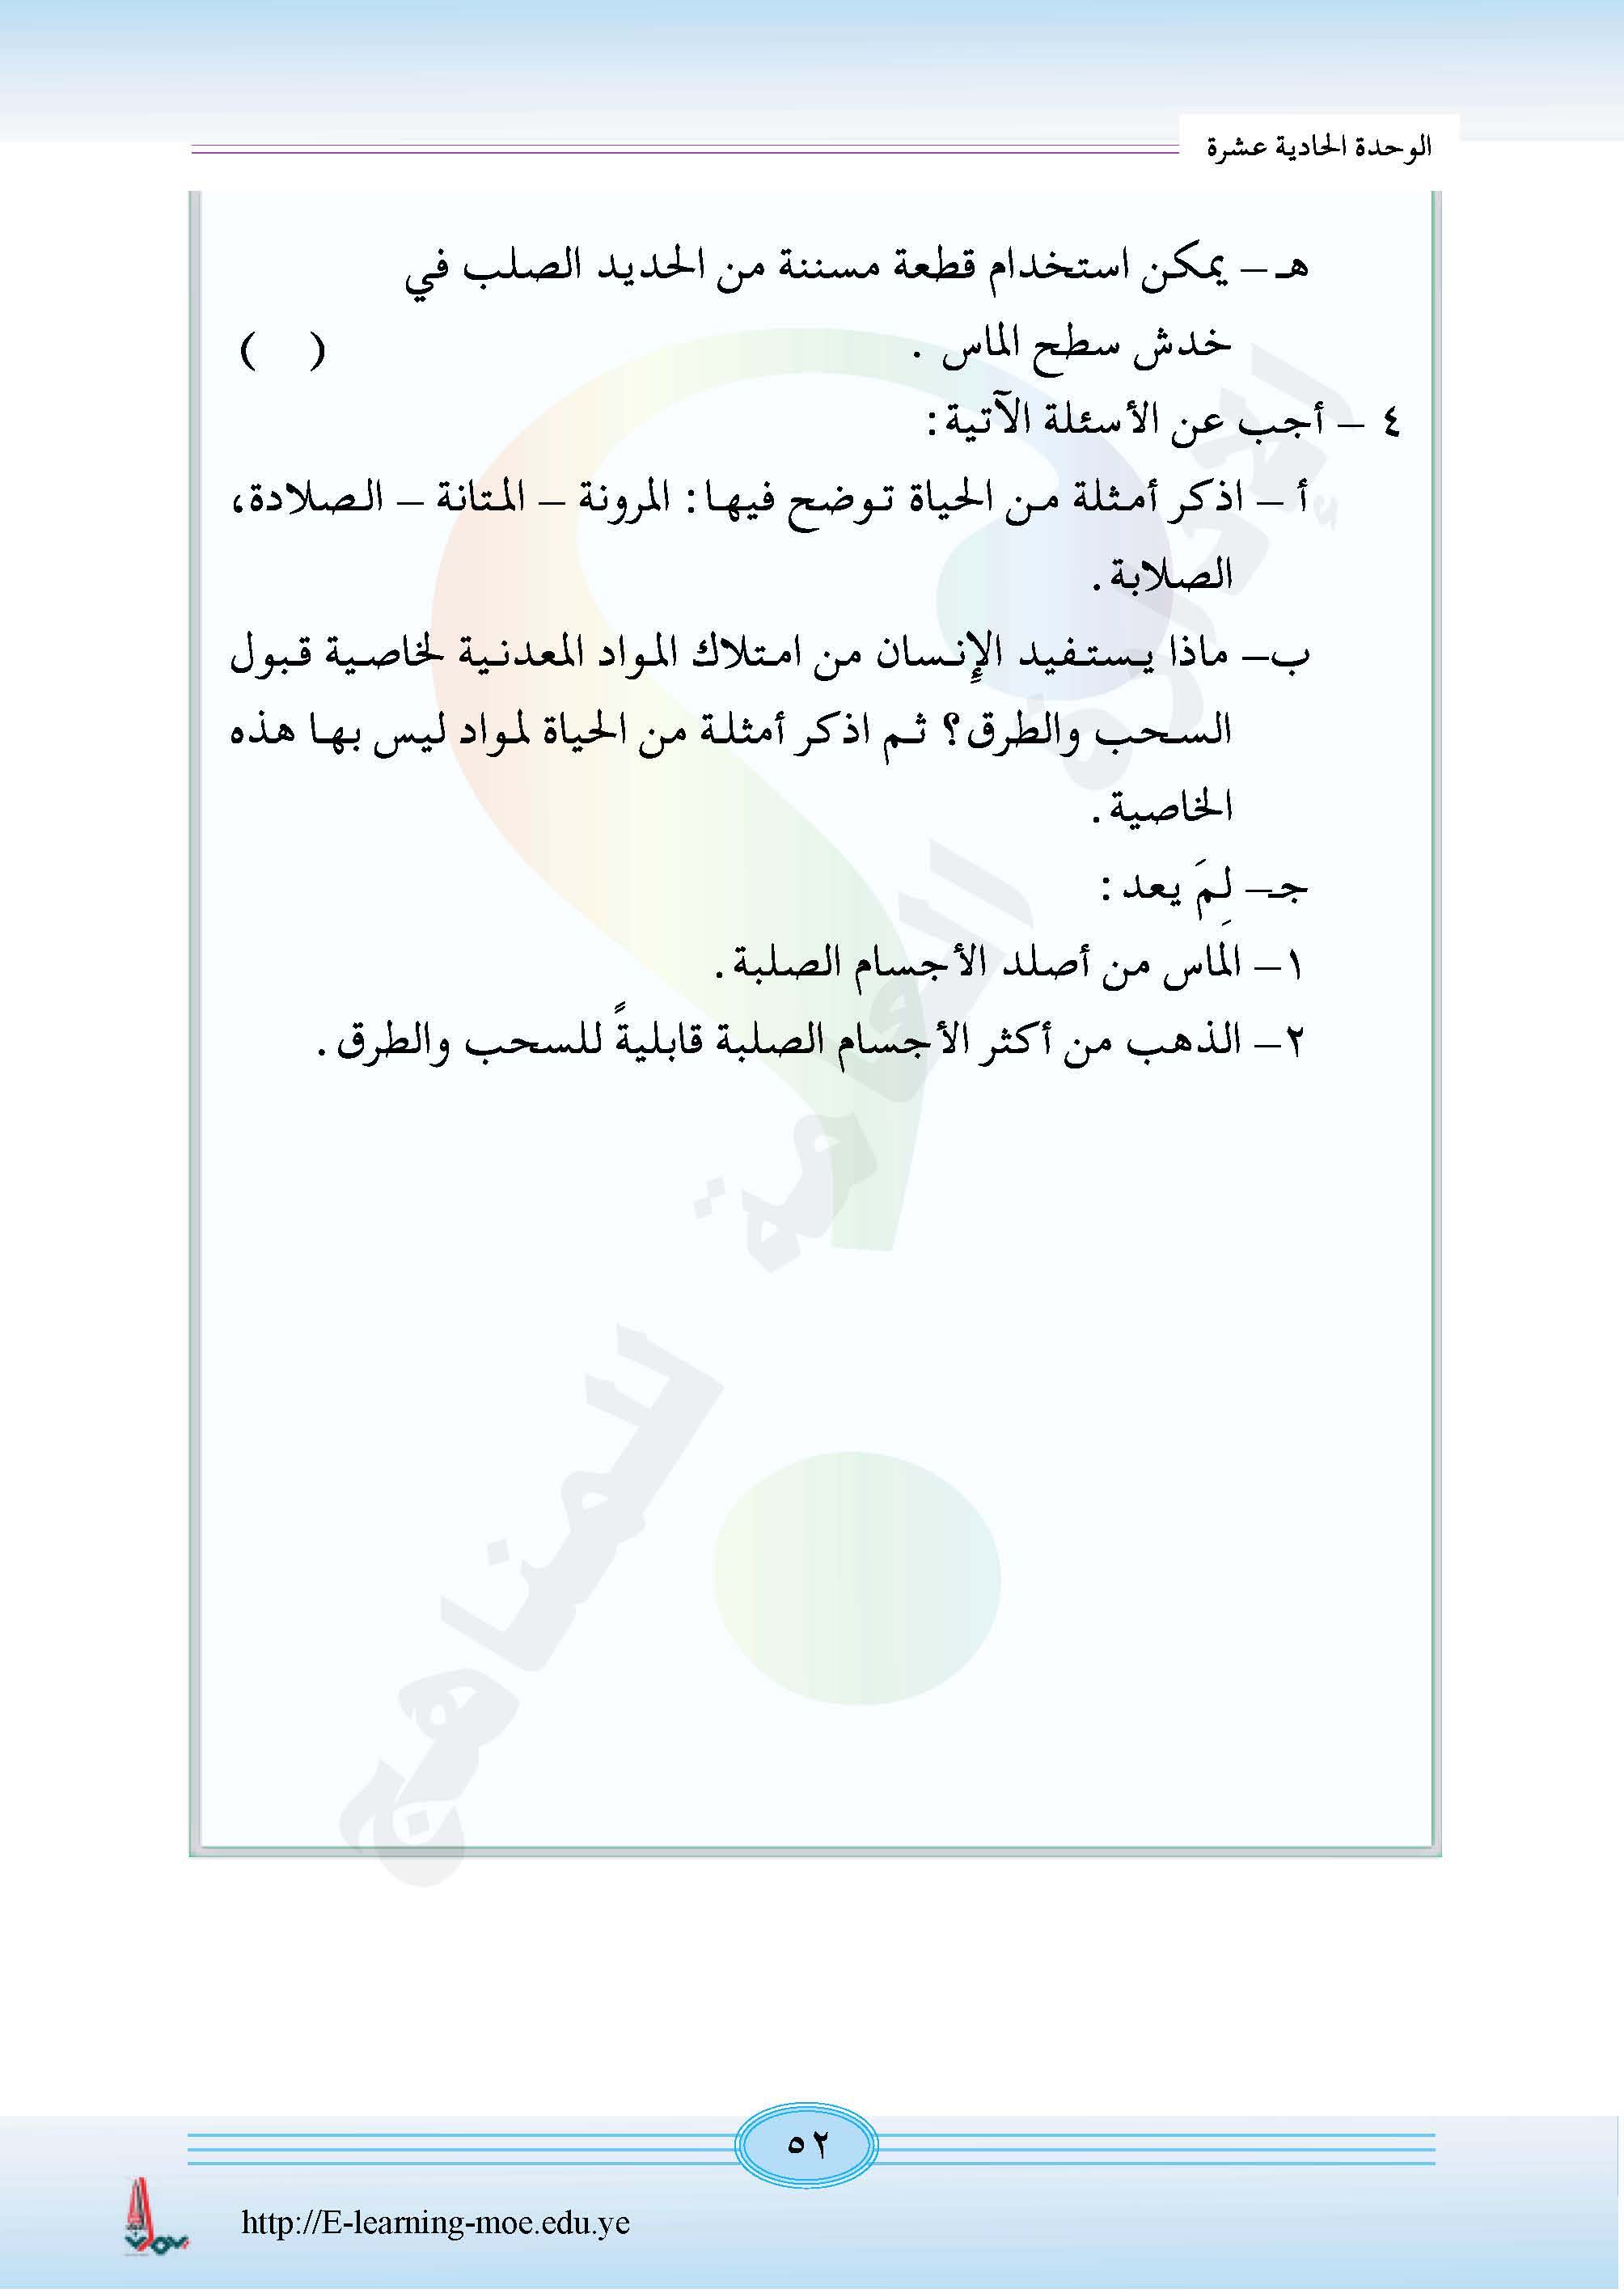 الوحدة الحادية عشرة
هـ – يمكن استخدام قطعة مسننة من الحديد الصلب في
خدش سطح الماس . ( )
٤ – أجب عن الأسئلة الآتية:
أ – اذكر أمثلة من الحياة توضح فيها: المرونة – المتانة – الصلادة،
الصلابة.
ب– ماذا يستفيد الإنسان من امتلاك المواد المعدنية لخاصية قبول
السحب والطرق؟ ثم اذكر أمثلة من الحياة لمواد ليس بها هذه
الخاصية.
جـ– لِمَ يعد:
١– الماس من أصلد الأجسام الصلبة.
٢– الذهب من أكثر الأجسام الصلبة قابليةً للسحب والطرق.
الإدارة العامة للمناهج
٥٢
http://E-learning-moe.edu.ye